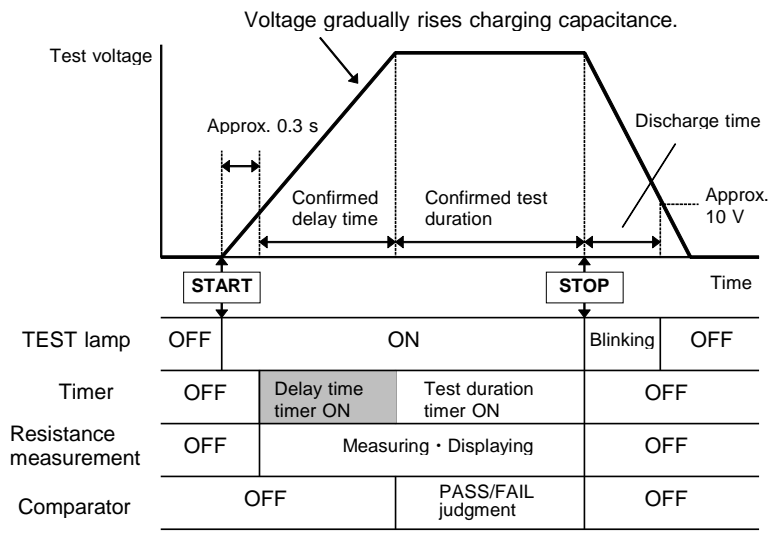 Voltage gradually rises charging capacitance.
Test voltage
Approx. 0.3 s
Discharge time
Confirmed
delay time
Confirmed test
duration
Approx.
10 V
START
STOP
Time
TEST lamp
OFF
ON
Blinking
OFF
Timer
OFF
Delay time
timer ON
Test duration
timer ON
OFF
Resistance
measurement
OFF
Measuring・Displaying
OFF
Comparator
OFF
PASS/FAIL
judgment
OFF